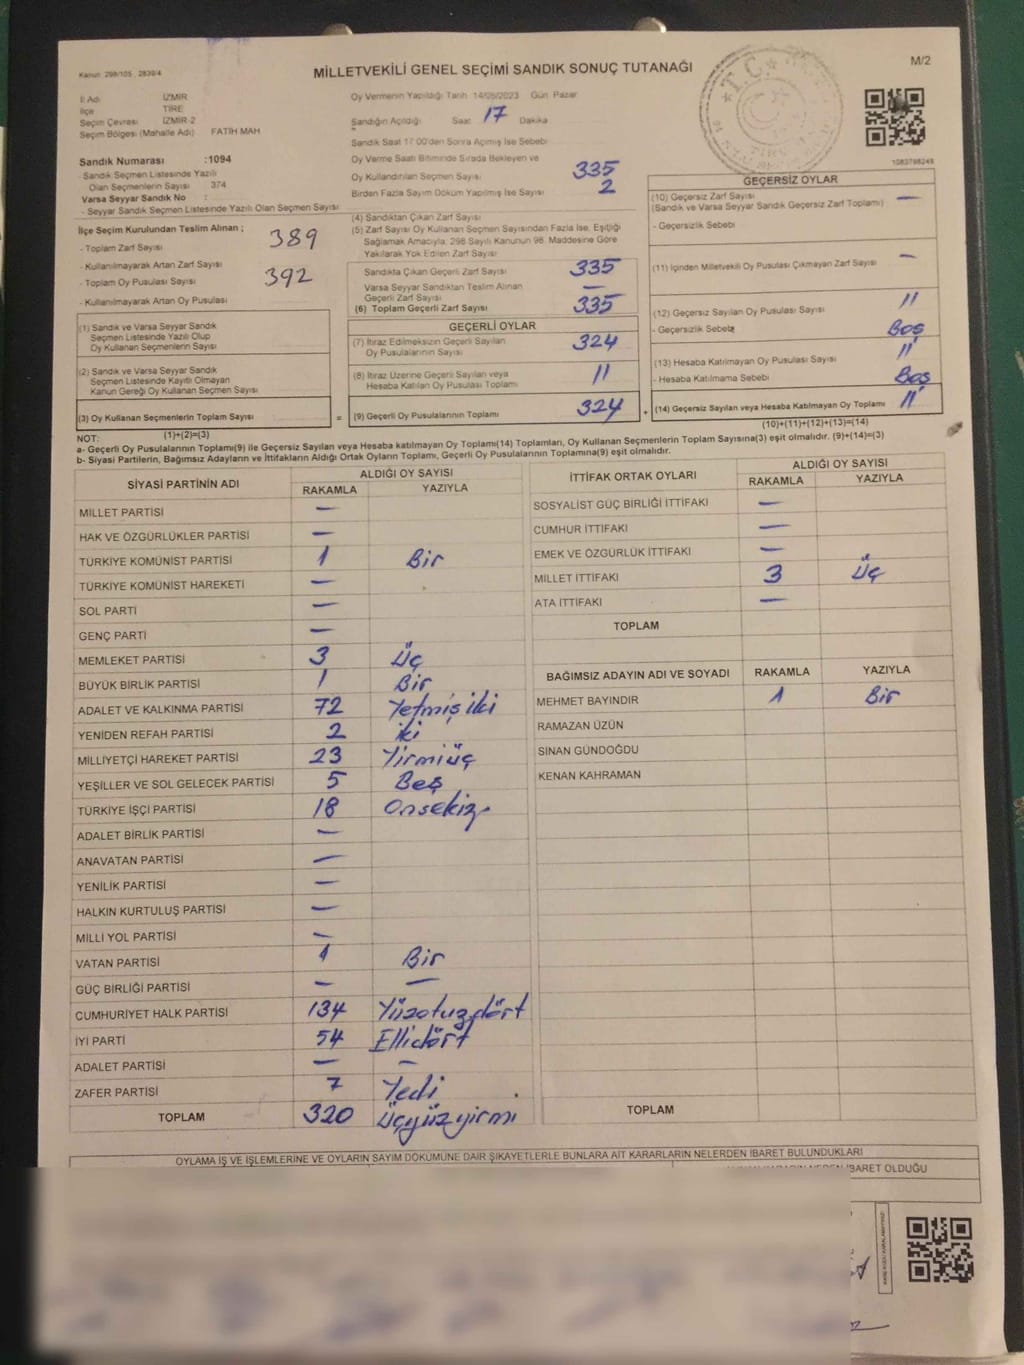 Kanun: 298/105, 2839/4
MİLLETVEKİLİ GENEL SEÇİMİ SANDIK SONUÇ TUTANAĞI
M/2
İl Adı İZMİR
İlçe TİRE
Seçim Çevresi İZMİR-2
Seçim Bölgesi (Mahalle Adı) FATİH MAH
Sandık Numarası :1094
- Sandık Seçmen Listesinde Yazılı
Olan Seçmenlerin Sayısı : 374
Varsa Seyyar Sandık No :
- Seyyar Sandık Seçmen Listesinde Yazılı Olan Seçmen Sayısı
İlçe Seçim Kurulundan Teslim Alınan ;
- Toplam Zarf Sayısı 389
- Kullanılmayarak Artan Zarf Sayısı
- Toplam Oy Pusulası Sayısı 392
- Kullanılmayarak Artan Oy Pusulası
(1) Sandık ve Varsa Seyyar Sandık
Seçmen Listesinde Yazılı Olup
Oy Kullanan Seçmenlerin Sayısı
(2) Sandık ve Varsa Seyyar Sandık
Seçmen Listesinde Kayıtlı Olmayan
Kanun Gereği Oy Kullanan Seçmen Sayısı
(3) Oy Kullanan Seçmenlerin Toplam Sayısı =
(1)+(2)=(3)
Oy Vermenin Yapıldığı Tarih 14/05/2023 Gün Pazar
Sandığın Açıldığı Saat 17 Dakika
Sandık Saat 17:00'den Sonra Açılmış İse Sebebi
Oy Verme Saati Bitiminde Sırada Bekleyen ve
Oy Kullandırılan Seçmen Sayısı 335
Birden Fazla Sayım Döküm Yapılmış İse Sayısı 2
(4) Sandıktan Çıkan Zarf Sayısı
(5) Zarf Sayısı Oy Kullanan Seçmen Sayısından Fazla İse, Eşitliği
Sağlamak Amacıyla, 298 Sayılı Kanunun 98. Maddesine Göre
Yakılarak Yok Edilen Zarf Sayısı
Sandıkta Çıkan Geçerli Zarf Sayısı 335
Varsa Seyyar Sandıktan Teslim Alınan
Geçerli Zarf Sayısı —
(6) Toplam Geçerli Zarf Sayısı 335
GEÇERLİ OYLAR
(7) İtiraz Edilmeksizin Geçerli Sayılan
Oy Pusulalarının Sayısı 324
(8) İtiraz Üzerine Geçerli Sayılan veya
Hesaba Katılan Oy Pusulası Toplamı 11
(9) Geçerli Oy Pusulalarının Toplamı 324 +
1083798248
GEÇERSİZ OYLAR
(10) Geçersiz Zarf Sayısı —
(Sandık ve Varsa Seyyar Sandık Geçersiz Zarf Toplamı)
- Geçersizlik Sebebi
(11) İçinden Milletvekili Oy Pusulası Çıkmayan Zarf Sayısı —
(12) Geçersiz Sayılan Oy Pusulası Sayısı 11
- Geçersizlik Sebebi Boş
(13) Hesaba Katılmayan Oy Pusulası Sayısı 11
- Hesaba Katılmama Sebebi Boş
(14) Geçersiz Sayılan veya Hesaba Katılmayan Oy Toplamı 11
(10)+(11)+(12)+(13)=(14)
NOT:
a- Geçerli Oy Pusulalarının Toplamı(9) ile Geçersiz Sayılan veya Hesaba katılmayan Oy Toplamı(14) Toplamları, Oy Kullanan Seçmenlerin Toplam Sayısına(3) eşit olmalıdır. (9)+(14)=(3)
b- Siyasi Partilerin, Bağımsız Adayların ve İttifakların Aldığı Ortak Oyların Toplamı, Geçerli Oy Pusulalarının Toplamına(9) eşit olmalıdır.
SİYASİ PARTİNİN ADI ALDIĞI OY SAYISI
RAKAMLA YAZIYLA
MİLLET PARTİSİ —
HAK VE ÖZGÜRLÜKLER PARTİSİ —
TÜRKİYE KOMÜNİST PARTİSİ 1 Bir
TÜRKİYE KOMÜNİST HAREKETİ —
SOL PARTİ —
GENÇ PARTİ —
MEMLEKET PARTİSİ 3 Üç
BÜYÜK BİRLİK PARTİSİ 1 Bir
ADALET VE KALKINMA PARTİSİ 72 Yetmişiki
YENİDEN REFAH PARTİSİ 2 iki
MİLLİYETÇİ HAREKET PARTİSİ 23 Yirmiüç
YEŞİLLER VE SOL GELECEK PARTİSİ 5 Beş
TÜRKİYE İŞÇİ PARTİSİ 18 Onsekiz
ADALET BİRLİK PARTİSİ —
ANAVATAN PARTİSİ —
YENİLİK PARTİSİ —
HALKIN KURTULUŞ PARTİSİ —
MİLLİ YOL PARTİSİ —
VATAN PARTİSİ 1 Bir
GÜÇ BİRLİĞİ PARTİSİ — —
CUMHURİYET HALK PARTİSİ 134 Yüzotuzdört
İYİ PARTİ 54 Ellidört
ADALET PARTİSİ — —
ZAFER PARTİSİ 7 Yedi
TOPLAM 320 Üçyüzyirmi
İTTİFAK ORTAK OYLARI ALDIĞI OY SAYISI
RAKAMLA YAZIYLA
SOSYALİST GÜÇ BİRLİĞİ İTTİFAKI —
CUMHUR İTTİFAKI —
EMEK VE ÖZGÜRLÜK İTTİFAKI —
MİLLET İTTİFAKI 3 Üç
ATA İTTİFAKI —
TOPLAM
BAĞIMSIZ ADAYIN ADI VE SOYADI RAKAMLA YAZIYLA
MEHMET BAYINDIR 1 Bir
RAMAZAN ÜZÜN
SİNAN GÜNDOĞDU
KENAN KAHRAMAN
TOPLAM
OYLAMA İŞ VE İŞLEMLERİNE VE OYLARIN SAYIM DÖKÜMÜNE DAİR ŞİKAYETLERLE BUNLARA AİT KARARLARIN NELERDEN İBARET BULUNDUKLARI
İBARET OLDUĞU